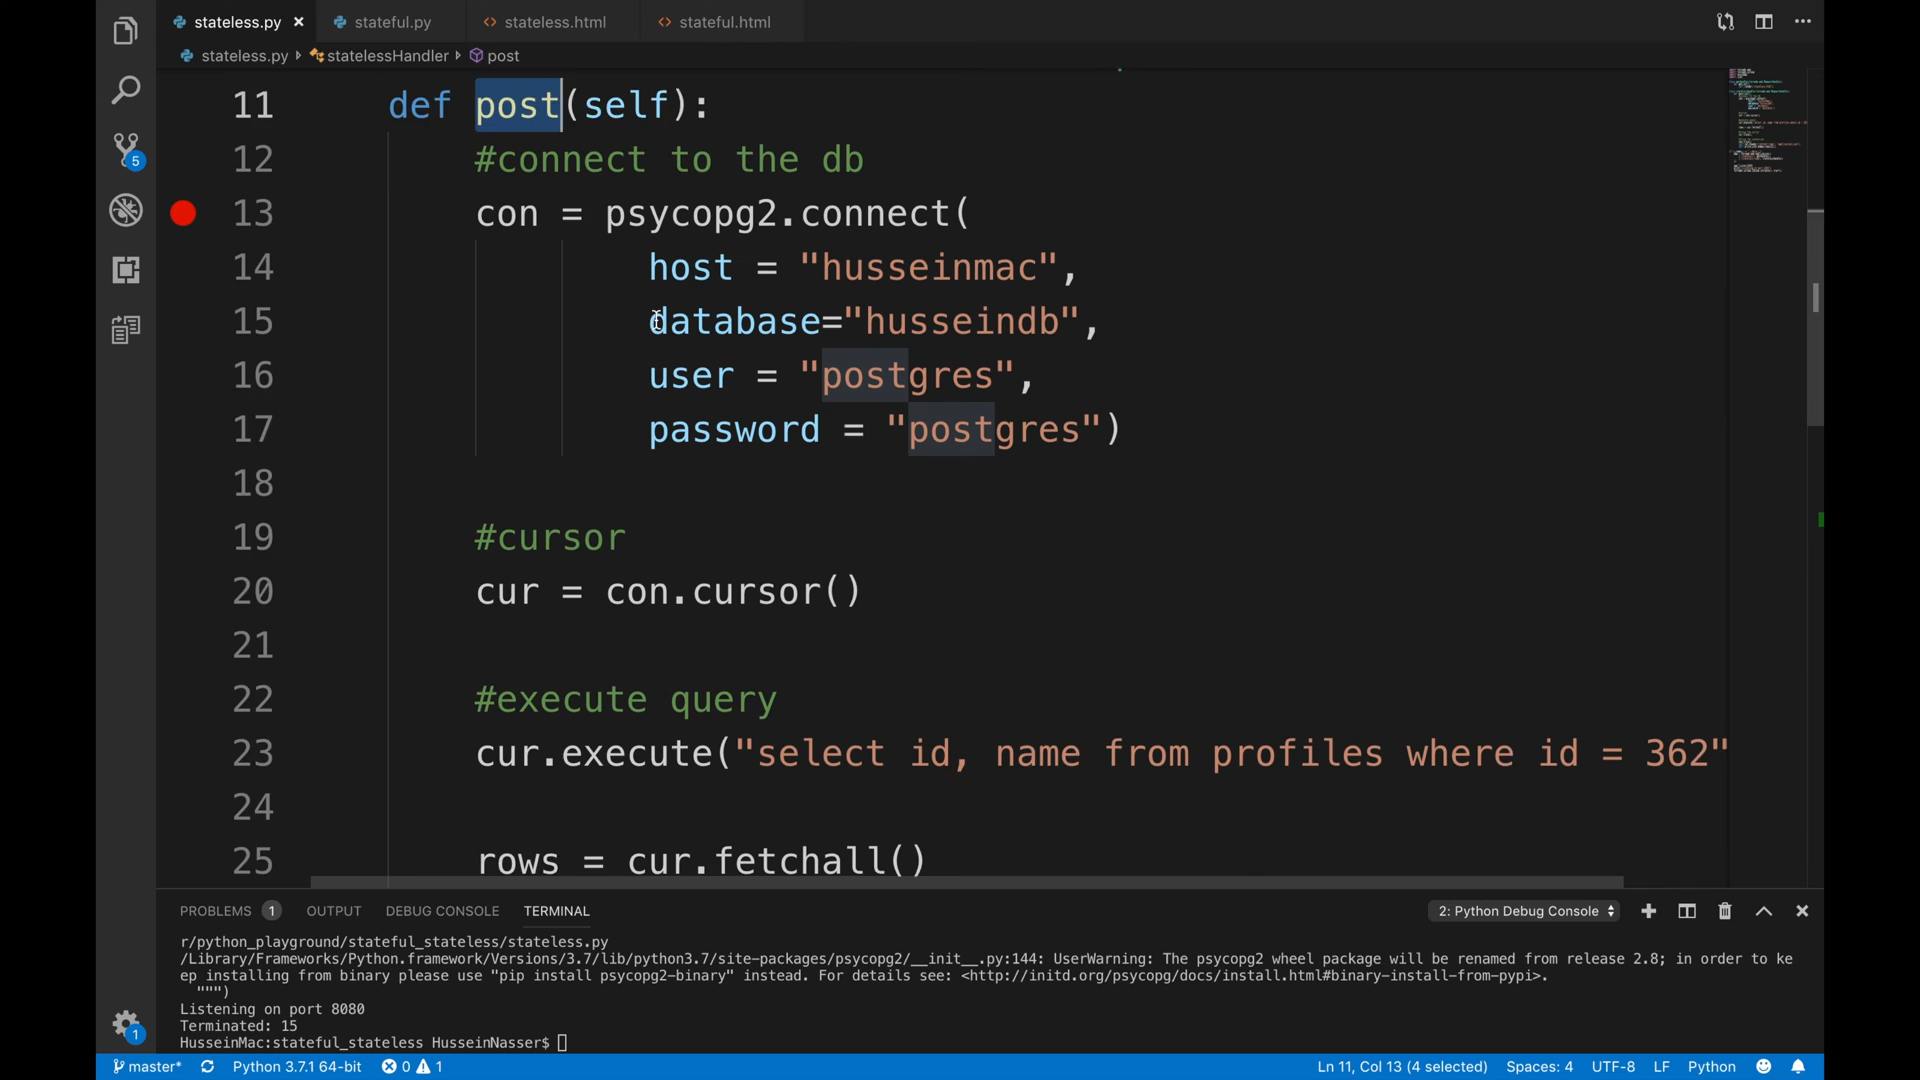 stateless.py × stateful.py stateless.html stateful.html
stateless.py statelessHandler post
11 def post(self):
12 #connect to the db
13 con = psycopg2.connect(
14 host = "husseinmac",
15 database="husseindb",
16 user = "postgres",
17 password = "postgres")
18
19 #cursor
20 cur = con.cursor()
21
22 #execute query
23 cur.execute("select id, name from profiles where id = 362"
24
25 rows = cur.fetchall()
5
1
PROBLEMS 1 OUTPUT DEBUG CONSOLE TERMINAL 2: Python Debug Console
r/python_playground/stateful_stateless/stateless.py
/Library/Frameworks/Python.framework/Versions/3.7/lib/python3.7/site-packages/psycopg2/__init__.py:144: UserWarning: The psycopg2 wheel package will be renamed from release 2.8; in order to ke
ep installing from binary please use "pip install psycopg2-binary" instead. For details see: <http://initd.org/psycopg/docs/install.html#binary-install-from-pypi>.
""")
Listening on port 8080
Terminated: 15
HusseinMac:stateful_stateless HusseinNasser$
master* Python 3.7.1 64-bit 0 1 Ln 11, Col 13 (4 selected) Spaces: 4 UTF-8 LF Python